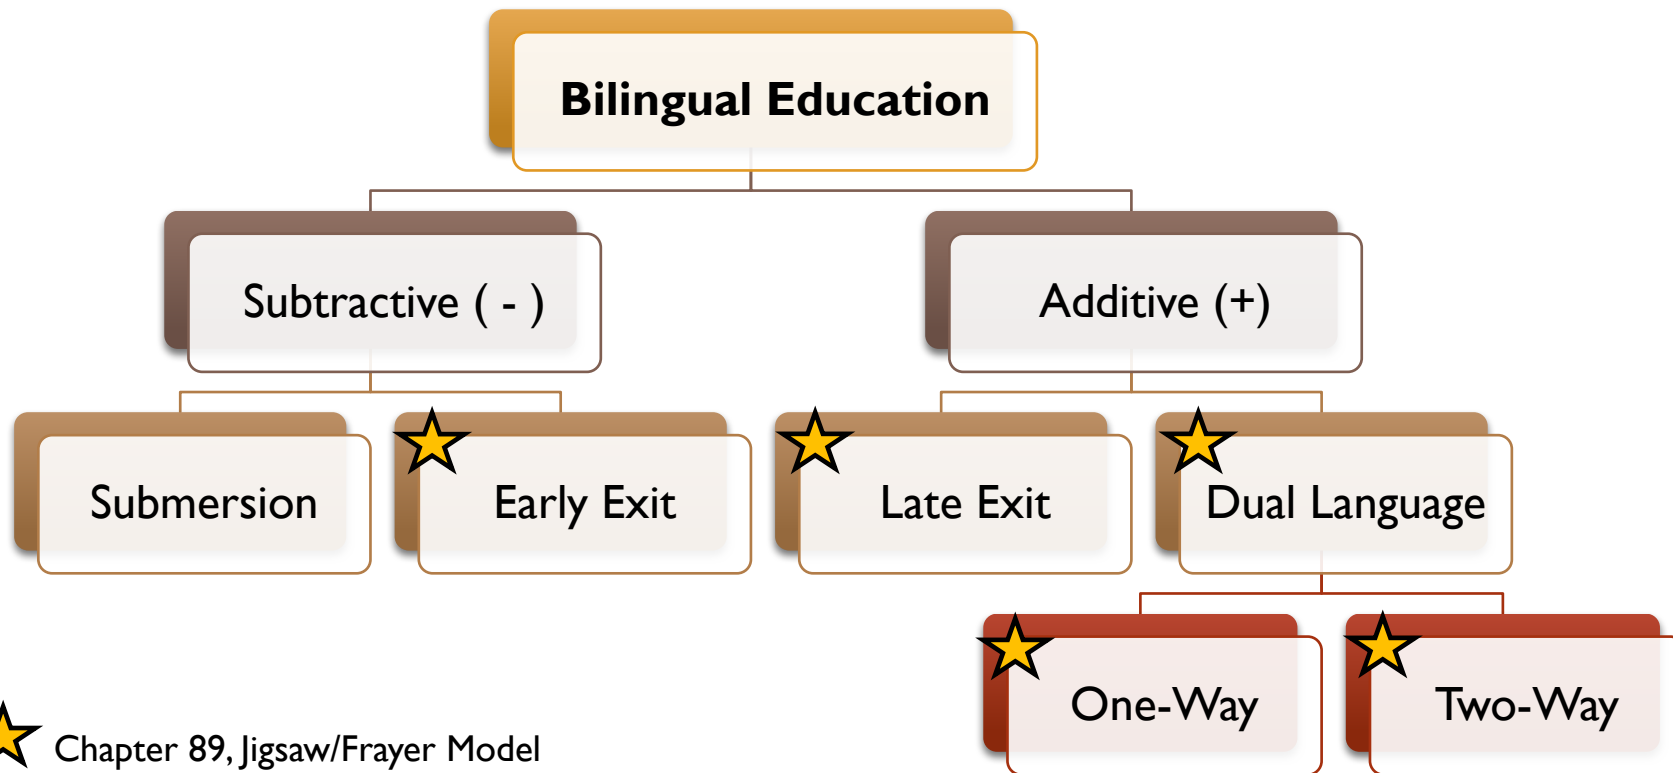 Bilingual Education
Subtractive ( - )
Additive (+)
Submersion
Early Exit
Late Exit
Dual Language
One-Way
Two-Way
Chapter 89, Jigsaw/Frayer Model